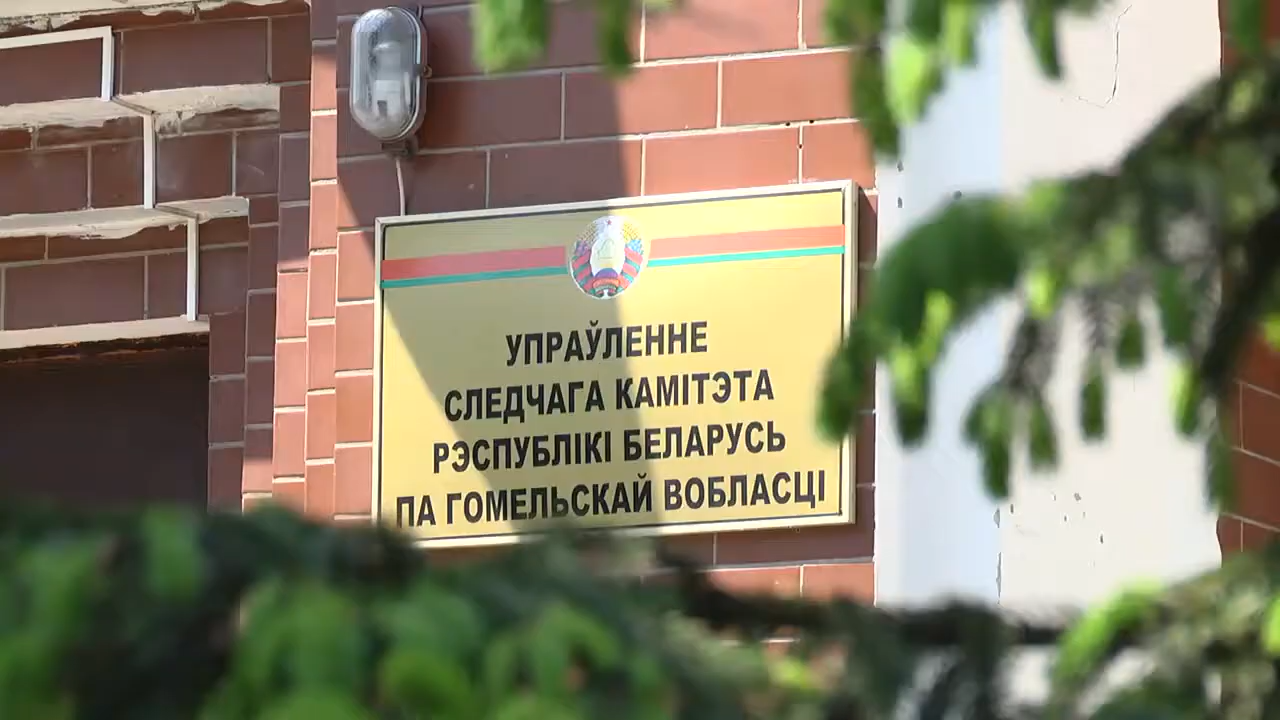 УПРАЎЛЕННЕ
СЛЕДЧАГА КАМІТЭТА
РЭСПУБЛІКІ БЕЛАРУСЬ
ПА ГОМЕЛЬСКАЙ ВОБЛАСЦІ